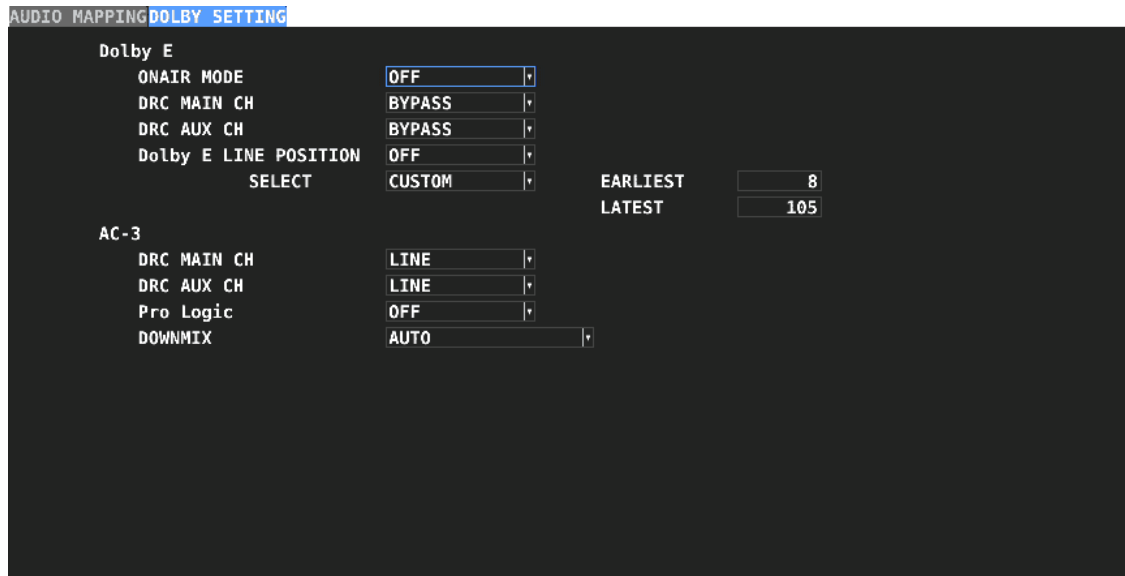 AUDIO MAPPING DOLBY SETTING
Dolby E
ONAIR MODE OFF
DRC MAIN CH BYPASS
DRC AUX CH BYPASS
Dolby E LINE POSITION OFF
SELECT CUSTOM EARLIEST 8
LATEST 105
AC-3
DRC MAIN CH LINE
DRC AUX CH LINE
Pro Logic OFF
DOWNMIX AUTO